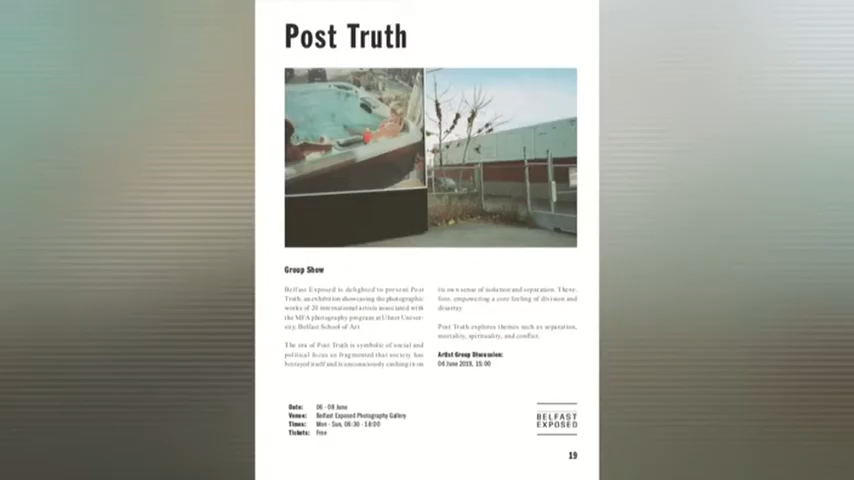 Post Truth
Group Show
Belfast Exposed is delighted to present Post
Truth, an exhibition showcasing the photographic
works of 20 international artists associated with
the MFA photography program at Ulster Univer-
sity, Belfast School of Art
The era of Post Truth is symbolic of social and
political focus so fragmented that society has
betrayed itself and is unconsciously cashing in on
its own sense of isolation and separation. There-
fore, empowering a core feeling of division and
disarray
Post Truth explores themes such as separation,
mortality, spirituality, and conflict.
Artist Group Discussion:
06 June 2019, 15:00
Date: 06 - 08 June
Venue: Belfast Exposed Photography Gallery
Times: Mon - Sun, 06:30 - 18:00
Tickets: Free
BELFAST
EXPOSED
19